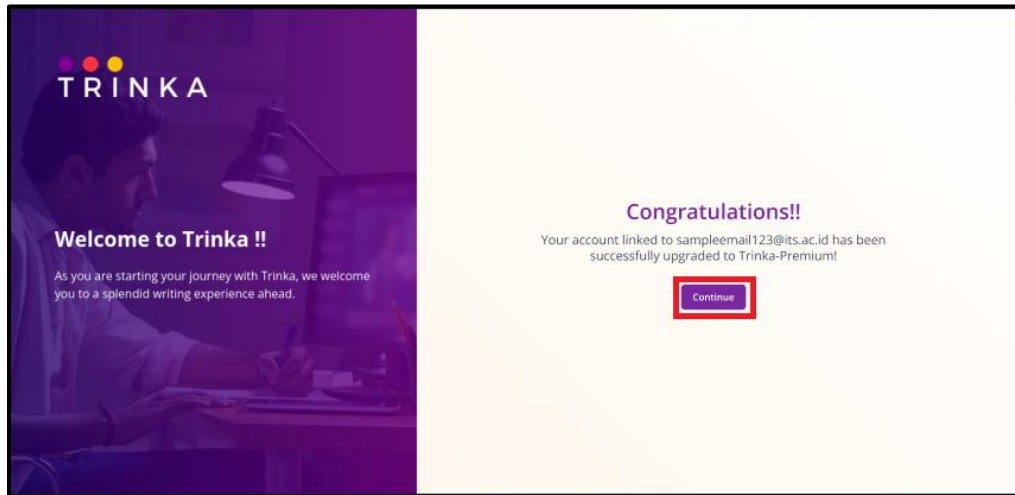 TRINKA
Welcome to Trinka !!
As you are starting your journey with Trinka, we welcome
you to a splendid writing experience ahead.
Congratulations!!
Your account linked to sampleemail123@its.ac.id has been
successfully upgraded to Trinka-Premium!
Continue